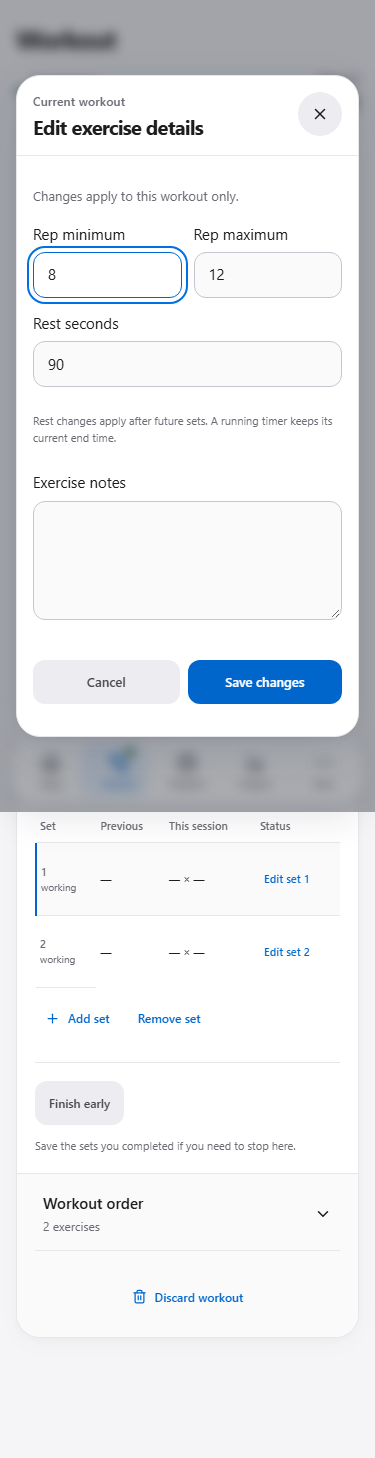 Workout
Current workout
Edit exercise details
Changes apply to this workout only.
Rep minimum
Rep maximum
8
12
Rest seconds
90
Rest changes apply after future sets. A running timer keeps its
current end time.
Exercise notes
Cancel
Save changes
Set
Previous
This session
Status
1
working
—
— × —
Edit set 1
2
working
—
— × —
Edit set 2
+ Add set
Remove set
Finish early
Save the sets you completed if you need to stop here.
Workout order
2 exercises
Discard workout